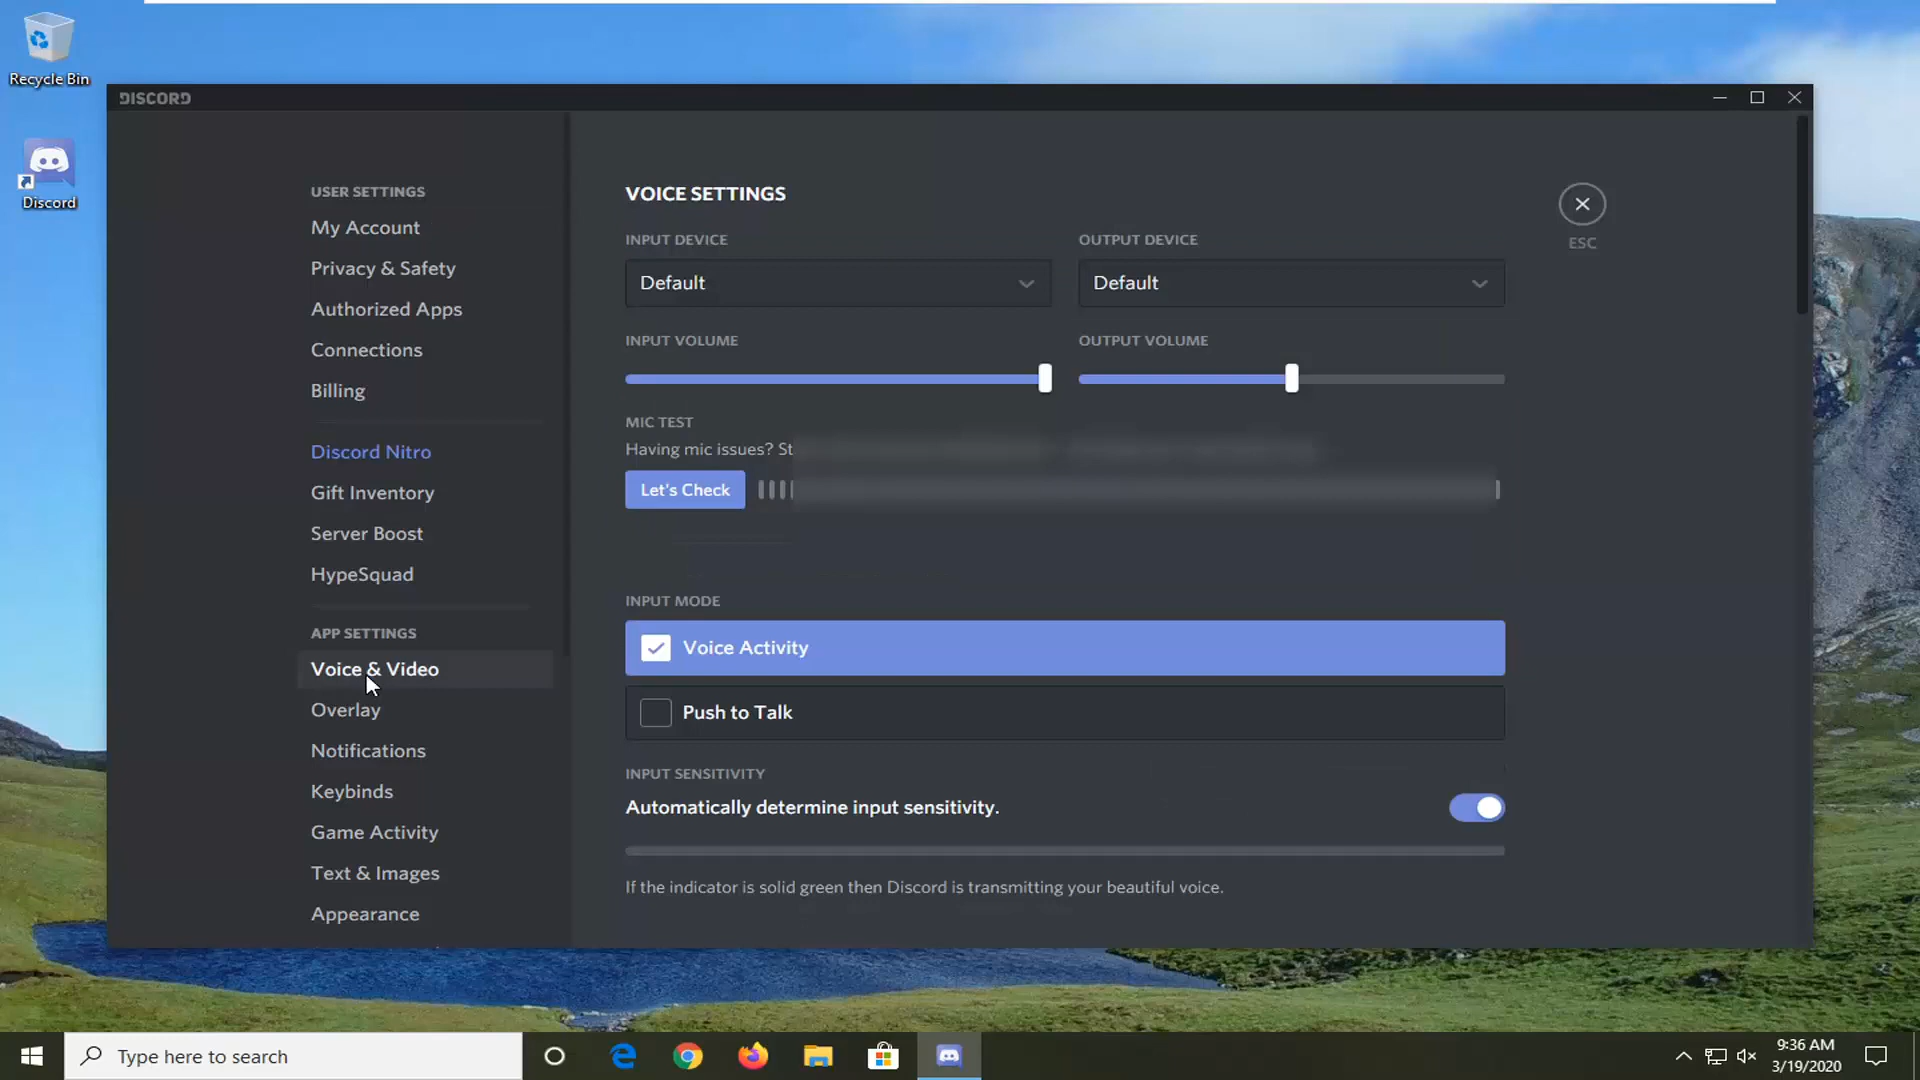 Recycle Bin
Discord
DISCORD
USER SETTINGS
My Account
Privacy & Safety
Authorized Apps
Connections
Billing
Discord Nitro
Gift Inventory
Server Boost
HypeSquad
APP SETTINGS
Voice & Video
Overlay
Notifications
Keybinds
Game Activity
Text & Images
Appearance
VOICE SETTINGS
ESC
INPUT DEVICE
OUTPUT DEVICE
Default
Default
INPUT VOLUME
OUTPUT VOLUME
MIC TEST
Having mic issues? St
Let's Check
INPUT MODE
Voice Activity
Push to Talk
INPUT SENSITIVITY
Automatically determine input sensitivity.
If the indicator is solid green then Discord is transmitting your beautiful voice.
Type here to search
9:36 AM
3/19/2020